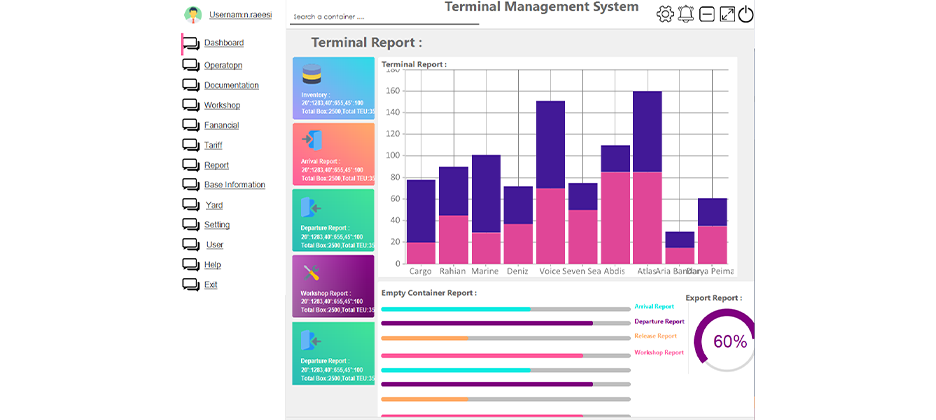 Usernam:n.raeesi
Search a container ....
Terminal Management System
Dashboard
Operatopn
Documentation
Workshop
Fanancial
Tariff
Report
Base Information
Yard
Setting
User
Help
Exit
Terminal Report :
Inventory :
20":1283,40":655,45":100
Total Box:2500,Total TEU:35
Arrival Report :
20":1283,40":655,45":100
Total Box:2500,Total TEU:35
Departure Report :
20":1283,40":655,45":100
Total Box:2500,Total TEU:35
Workshop Report :
20":1283,40":655,45":100
Total Box:2500,Total TEU:35
Departure Report :
20":1283,40":655,45":100
Total Box:2500,Total TEU:35
Terminal Report :
180
160
140
120
100
80
60
40
20
0
Cargo Rahian Marine Deniz Voice Seven Sea Abdis Atlas Aria Bandar Darya Peima
Empty Container Report :
Arrival Report
Departure Report
Release Report
Workshop Report
Export Report :
60%